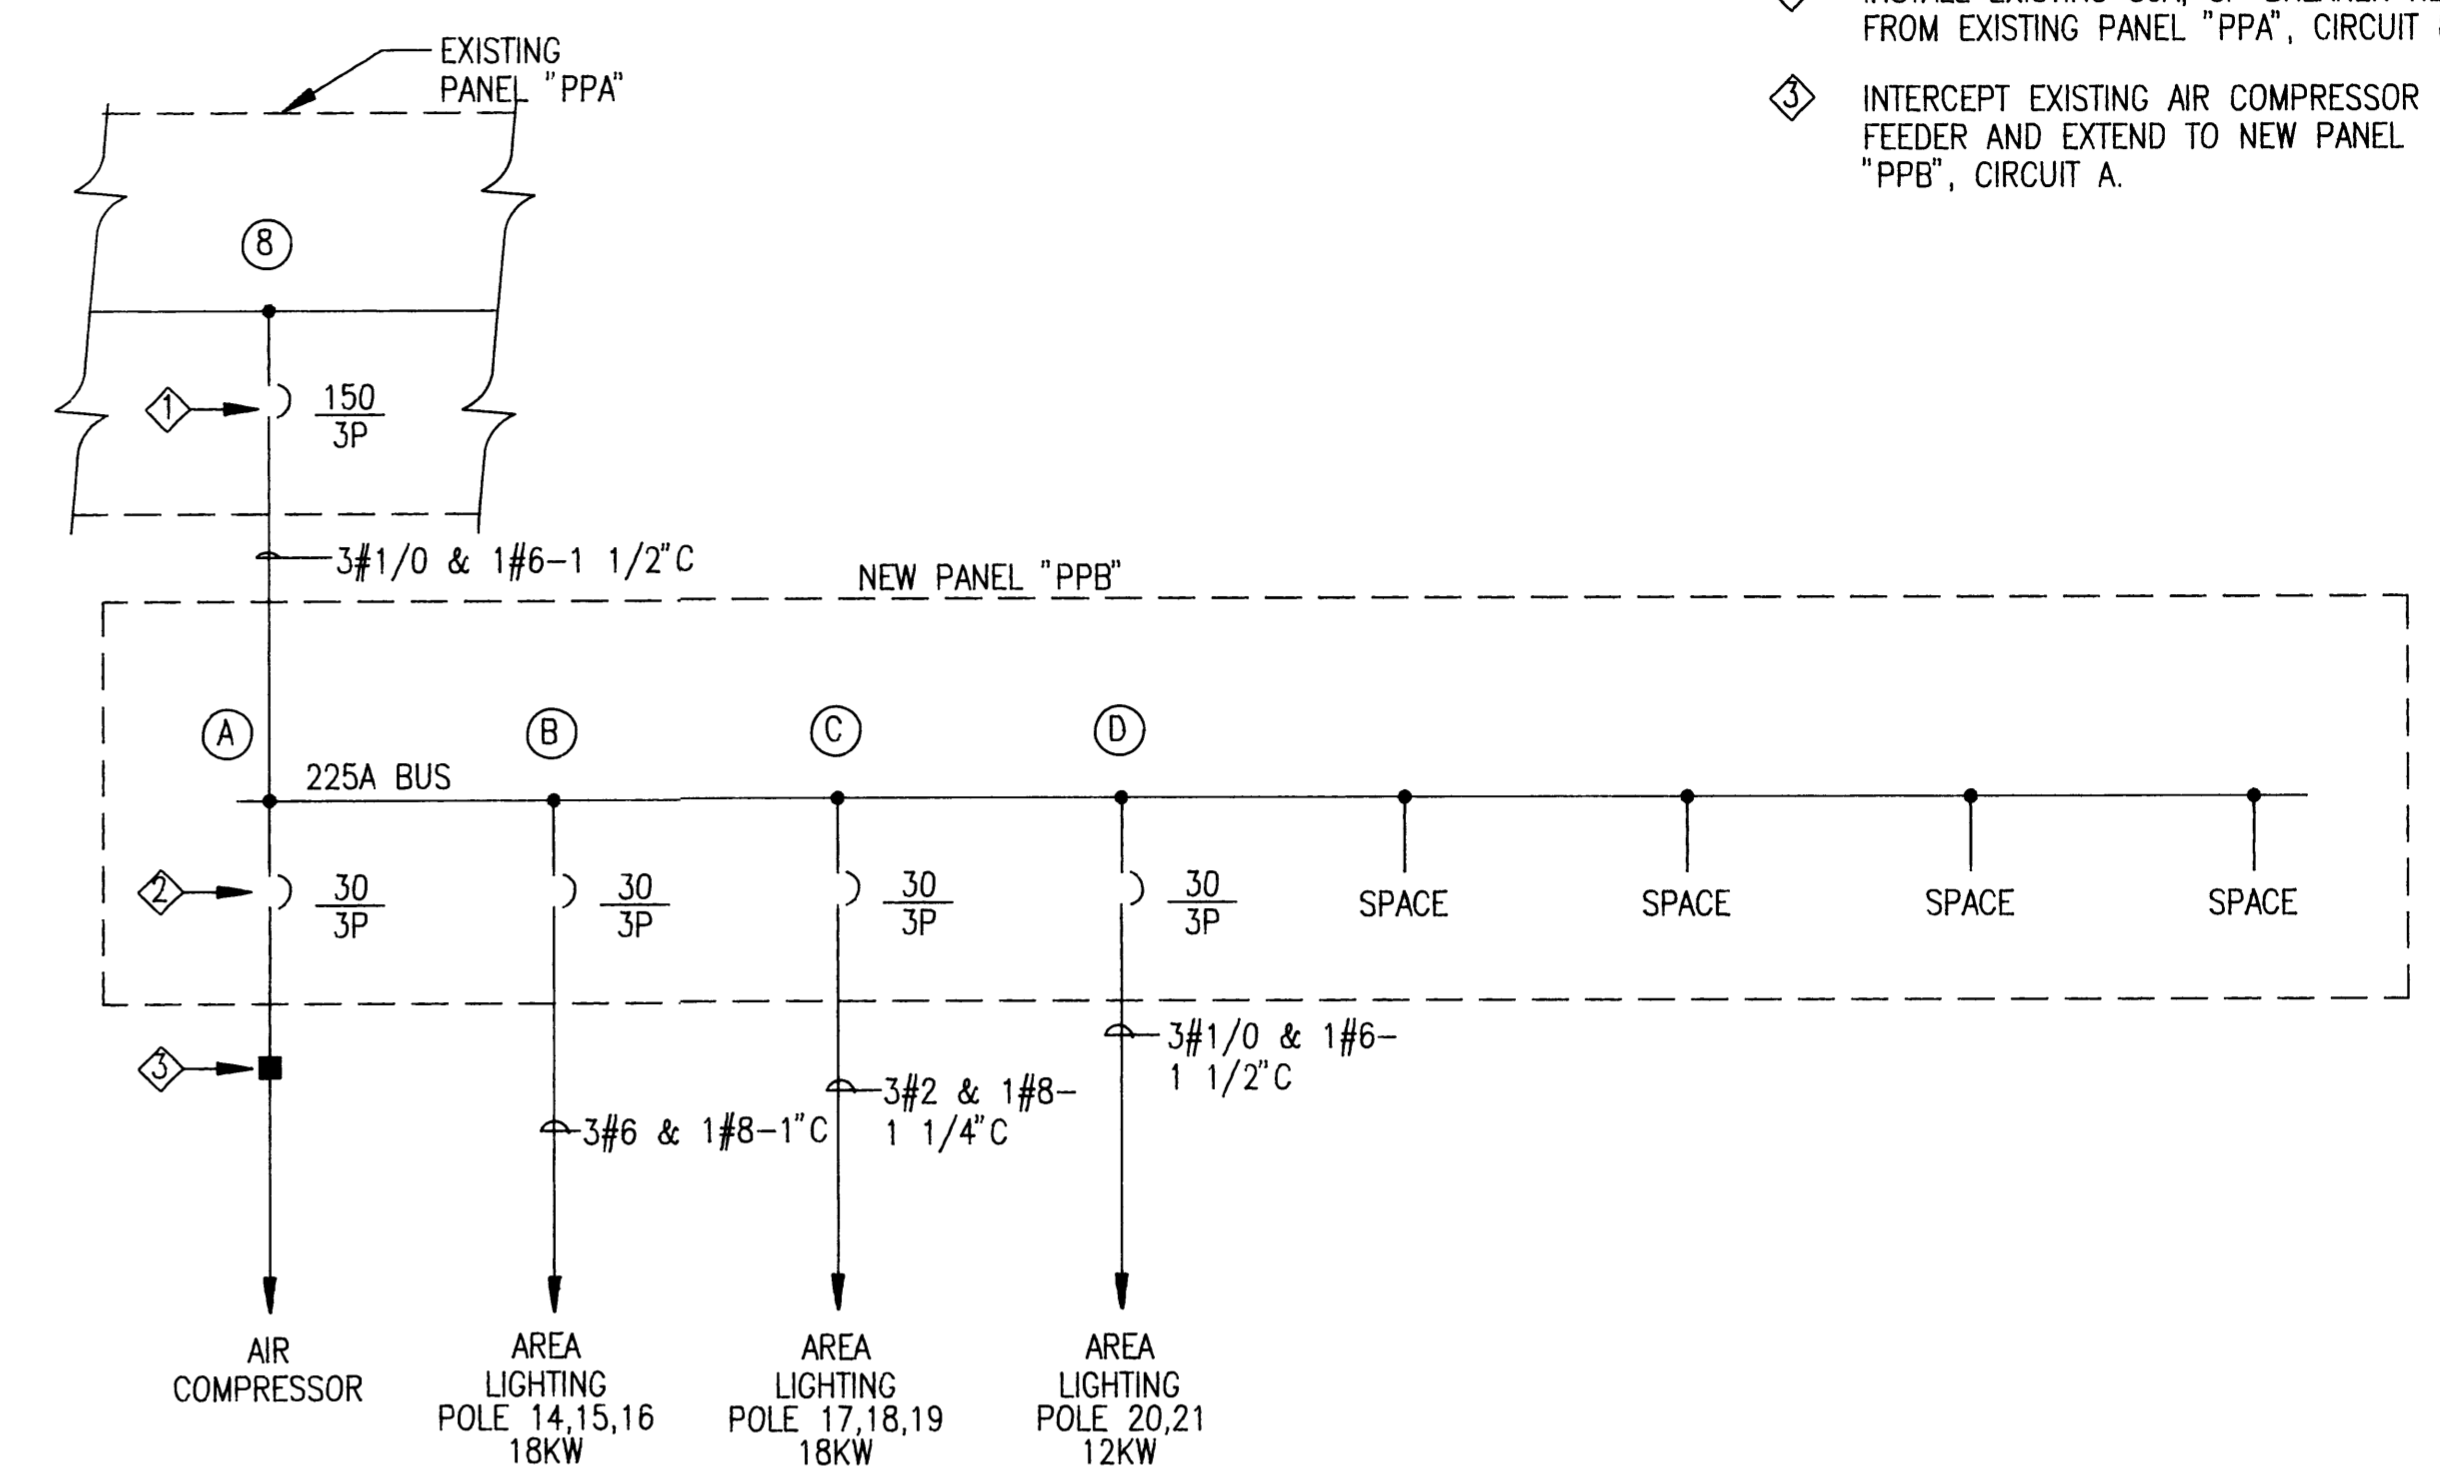 EXISTING
PANEL "PPA"
FROM EXISTING PANEL "PPA", CIRCUIT
3 INTERCEPT EXISTING AIR COMPRESSOR
FEEDER AND EXTEND TO NEW PANEL
"PPB", CIRCUIT A.
8
1
150
3P
3#1/0 & 1#6-1 1/2"C
NEW PANEL "PPB"
A
B
C
D
225A BUS
2
30
3P
30
3P
30
3P
30
3P
SPACE
SPACE
SPACE
SPACE
3
3#6 & 1#8-1"C
3#2 & 1#8-
1 1/4"C
3#1/0 & 1#6-
1 1/2"C
AIR
COMPRESSOR
AREA
LIGHTING
POLE 14,15,16
18KW
AREA
LIGHTING
POLE 17,18,19
18KW
AREA
LIGHTING
POLE 20,21
12KW